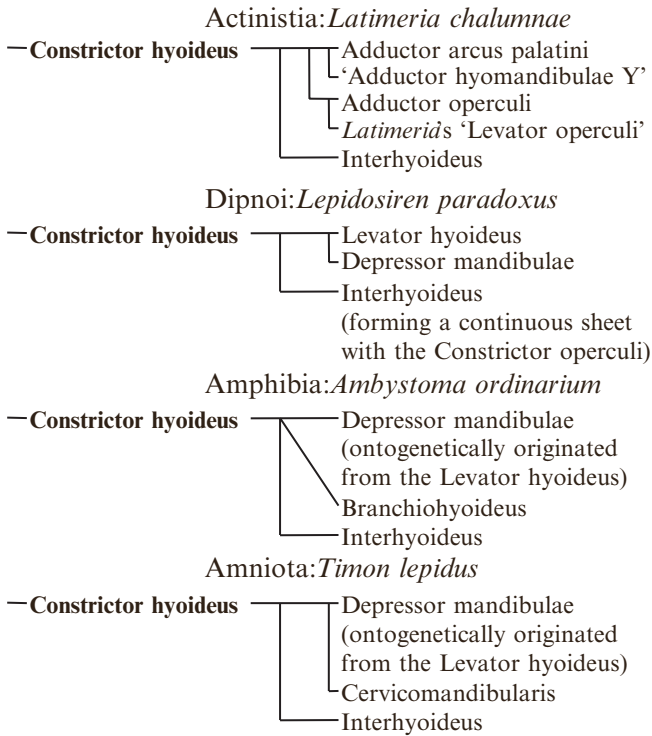 Actinistia:Latimeria chalumnae
Constrictor hyoideus Adductor arcus palatini
‘Adductor hyomandibulae Y’
Adductor operculi
Latimeria's ‘Levator operculi’
Interhyoideus
Dipnoi:Lepidosiren paradoxus
Constrictor hyoideus Levator hyoideus
Depressor mandibulae
Interhyoideus
(forming a continuous sheet
with the Constrictor operculi)
Amphibia:Ambystoma ordinarium
Constrictor hyoideus Depressor mandibulae
(ontogenetically originated
from the Levator hyoideus)
Branchiohyoideus
Interhyoideus
Amniota:Timon lepidus
Constrictor hyoideus Depressor mandibulae
(ontogenetically originated
from the Levator hyoideus)
Cervicomandibularis
Interhyoideus